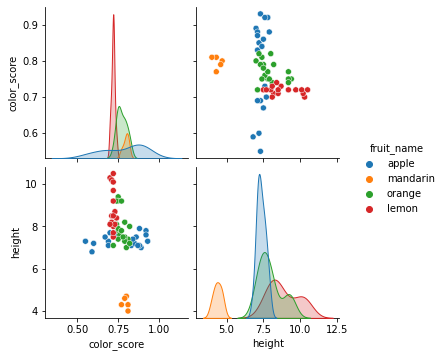 color_score
0.9
0.8
0.7
0.6
height
10
8
6
4
0.50
0.75
1.00
color_score
5.0
7.5
10.0
12.5
height
fruit_name
apple
mandarin
orange
lemon